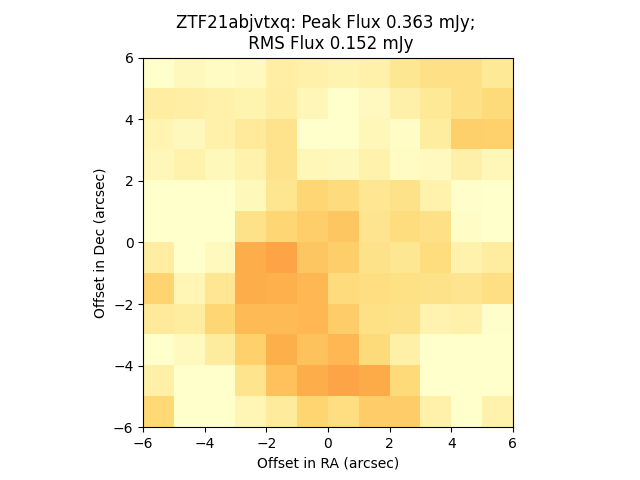 ZTF21abjvtxq: Peak Flux 0.363 mJy;
RMS Flux 0.152 mJy
6
4
2
0
−2
−4
−6
Offset in Dec (arcsec)
−6 −4 −2 0 2 4 6
Offset in RA (arcsec)